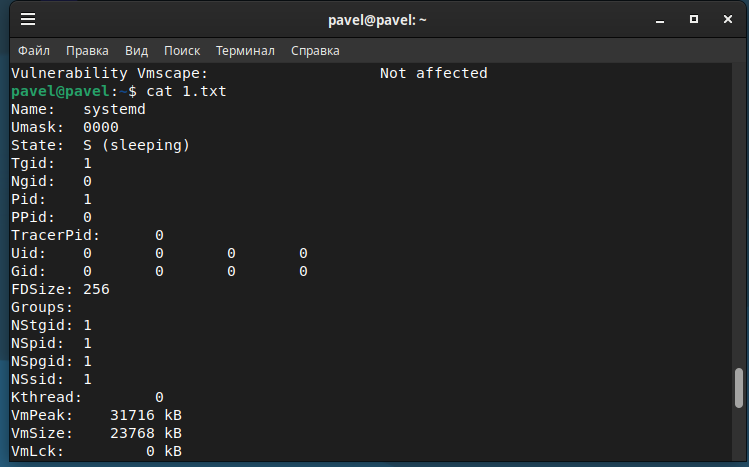 pavel@pavel: ~
Файл Правка Вид Поиск Терминал Справка
Vulnerability Vmscape: Not affected
pavel@pavel:~$ cat 1.txt
Name: systemd
Umask: 0000
State: S (sleeping)
Tgid: 1
Ngid: 0
Pid: 1
PPid: 0
TracerPid: 0
Uid: 0 0 0 0
Gid: 0 0 0 0
FDSize: 256
Groups:
NStgid: 1
NSpid: 1
NSpgid: 1
NSsid: 1
Kthread: 0
VmPeak: 31716 kB
VmSize: 23768 kB
VmLck: 0 kB